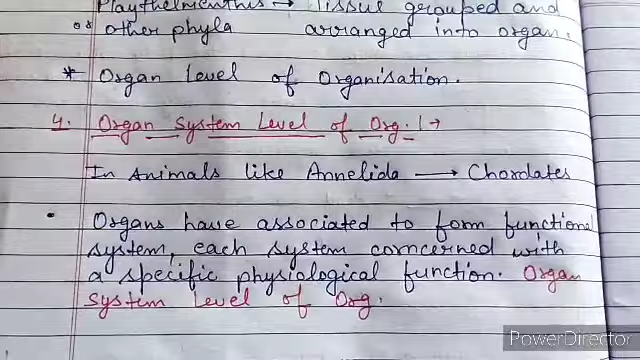 Playthelmenthis → Tissue grouped and
other phyla arranged into organ.
* Organ Level of Organisation.
4. Organ System Level of Org. ! →
In Animals like Annelida → Chordates
• Organs have associated to form functional
system, each system corncerned with
a specific physiological function. Organ
System Level of Org.
PowerDirector